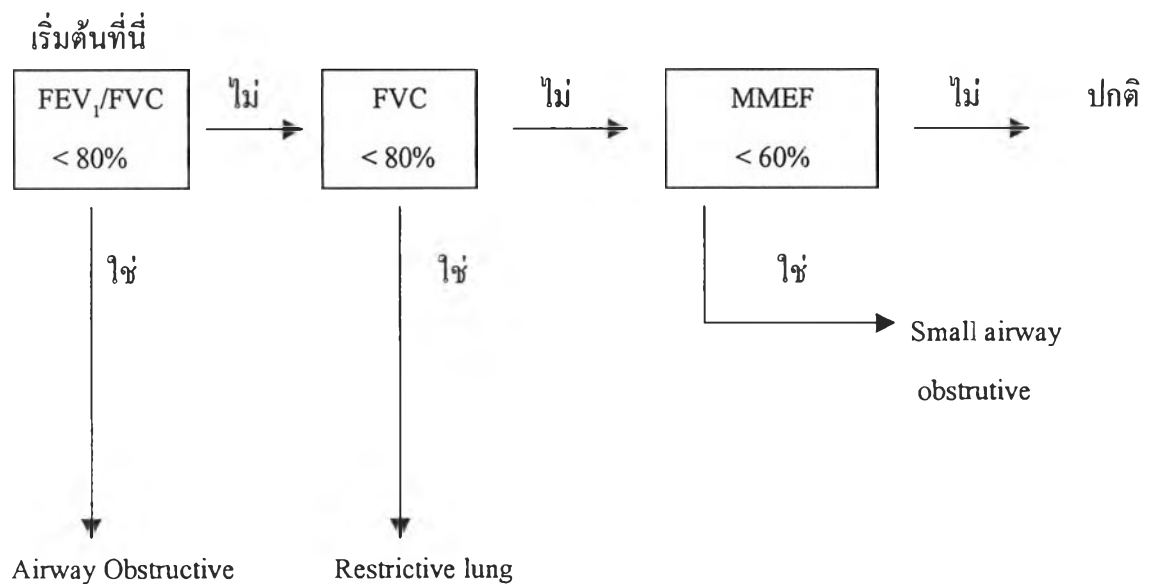 เริ่มต้นที่นี่
FEV₁/FVC
< 80%
ไม่
FVC
< 80%
ไม่
MMEF
< 60%
ไม่
ปกติ
ใช่
ใช่
ใช่
Small airway
obstrutive
Airway Obstructive
Restrictive lung